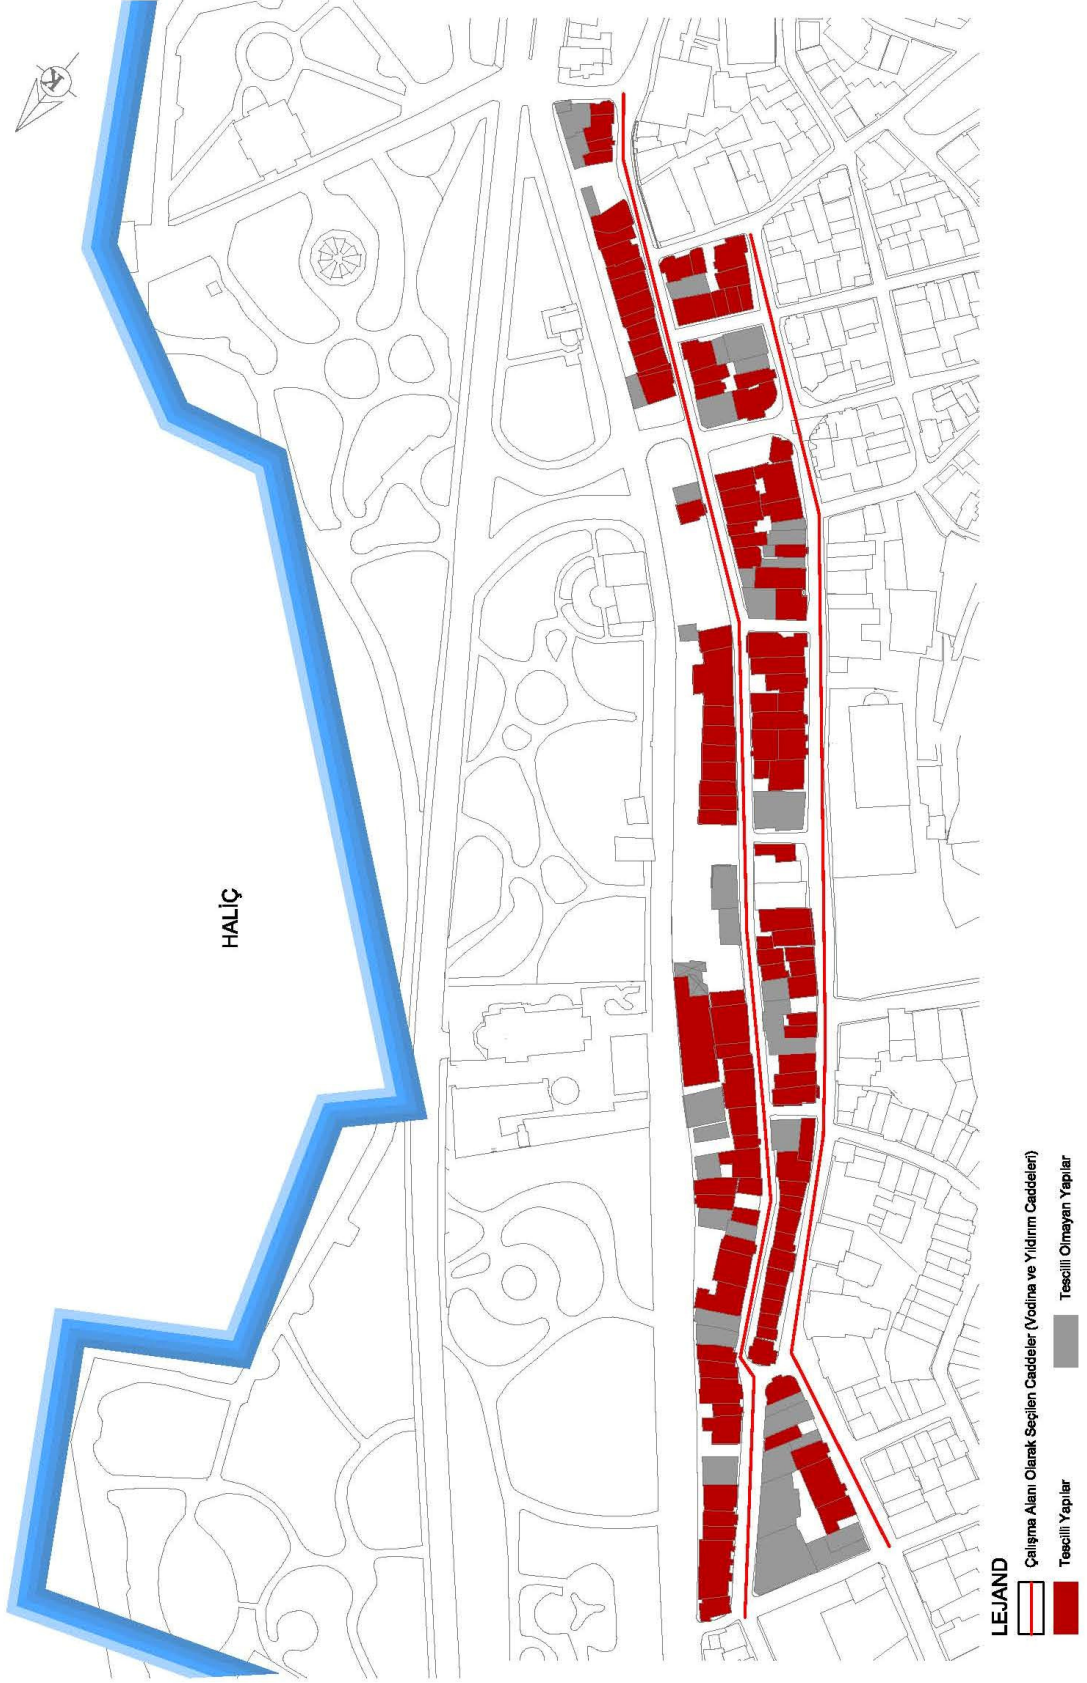 K
HALİÇ
LEJAND
Çalışma Alanı Olarak Seçilen Caddeler (Vodina ve Yıldırım Caddeleri)
Tescilli Yapılar
Tescilli Olmayan Yapılar